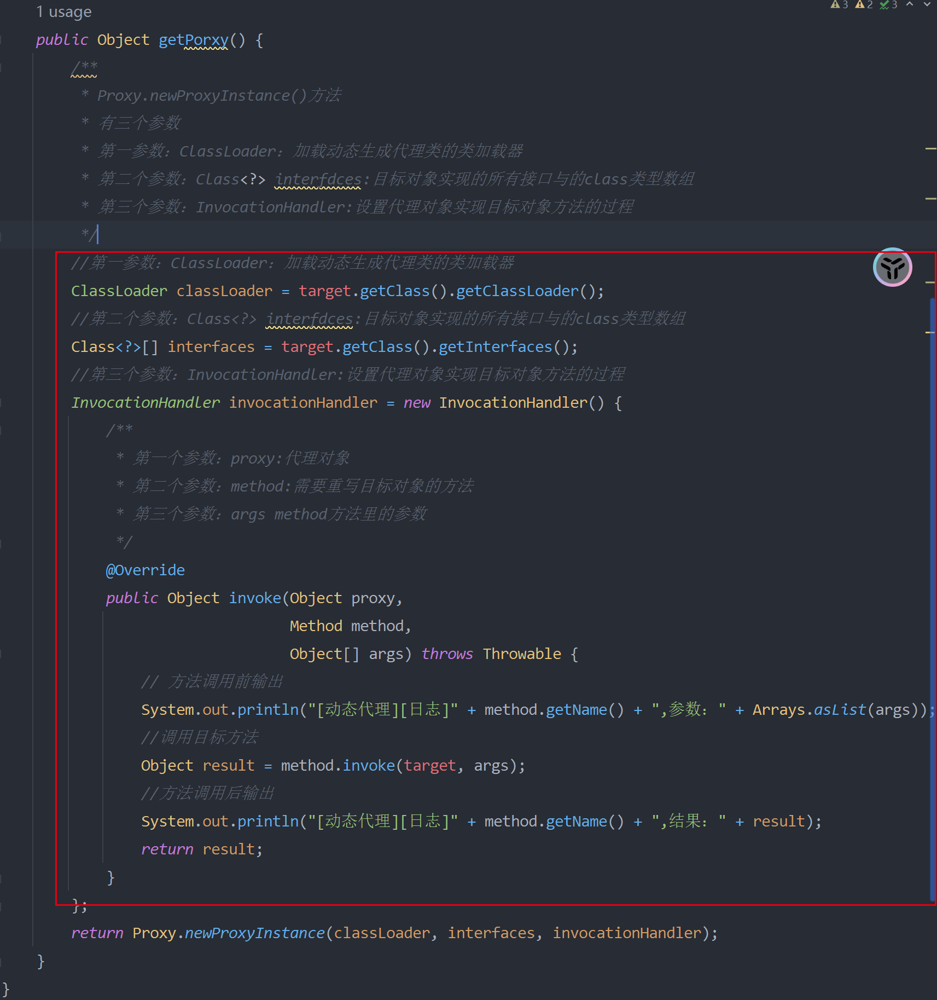 1 usage
3 2 3
public Object getPorxy() {
/**
* Proxy.newProxyInstance()方法
* 有三个参数
* 第一参数：ClassLoader：加载动态生成代理类的类加载器
* 第二个参数：Class<?> interfdces:目标对象实现的所有接口与的class类型数组
* 第三个参数：InvocationHandler:设置代理对象实现目标对象方法的过程
*/
//第一参数：ClassLoader：加载动态生成代理类的类加载器
ClassLoader classLoader = target.getClass().getClassLoader();
//第二个参数：Class<?> interfdces:目标对象实现的所有接口与的class类型数组
Class<?>[] interfaces = target.getClass().getInterfaces();
//第三个参数：InvocationHandler:设置代理对象实现目标对象方法的过程
InvocationHandler invocationHandler = new InvocationHandler() {
/**
* 第一个参数：proxy:代理对象
* 第二个参数：method:需要重写目标对象的方法
* 第三个参数：args method方法里的参数
*/
@Override
public Object invoke(Object proxy,
Method method,
Object[] args) throws Throwable {
// 方法调用前输出
System.out.println("[动态代理][日志]" + method.getName() + ",参数：" + Arrays.asList(args));
//调用目标方法
Object result = method.invoke(target, args);
//方法调用后输出
System.out.println("[动态代理][日志]" + method.getName() + ",结果：" + result);
return result;
}
};
return Proxy.newProxyInstance(classLoader, interfaces, invocationHandler);
}
}